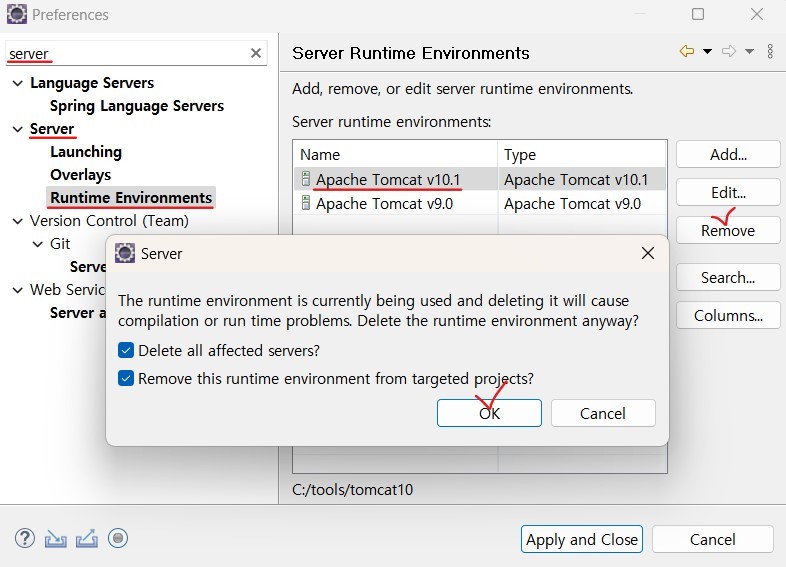 Preferences
server
Server Runtime Environments
Language Servers
Spring Language Servers
Server
Launching
Overlays
Runtime Environments
Version Control (Team)
Git
Serve
Web Servic
Server a
Add, remove, or edit server runtime environments.
Server runtime environments:
Name Type
Apache Tomcat v10.1 Apache Tomcat v10.1
Apache Tomcat v9.0 Apache Tomcat v9.0
Add...
Edit...
Remove
Search...
Columns...
Server
The runtime environment is currently being used and deleting it will cause
compilation or run time problems. Delete the runtime environment anyway?
Delete all affected servers?
Remove this runtime environment from targeted projects?
OK Cancel
C:/tools/tomcat10
Apply and Close Cancel